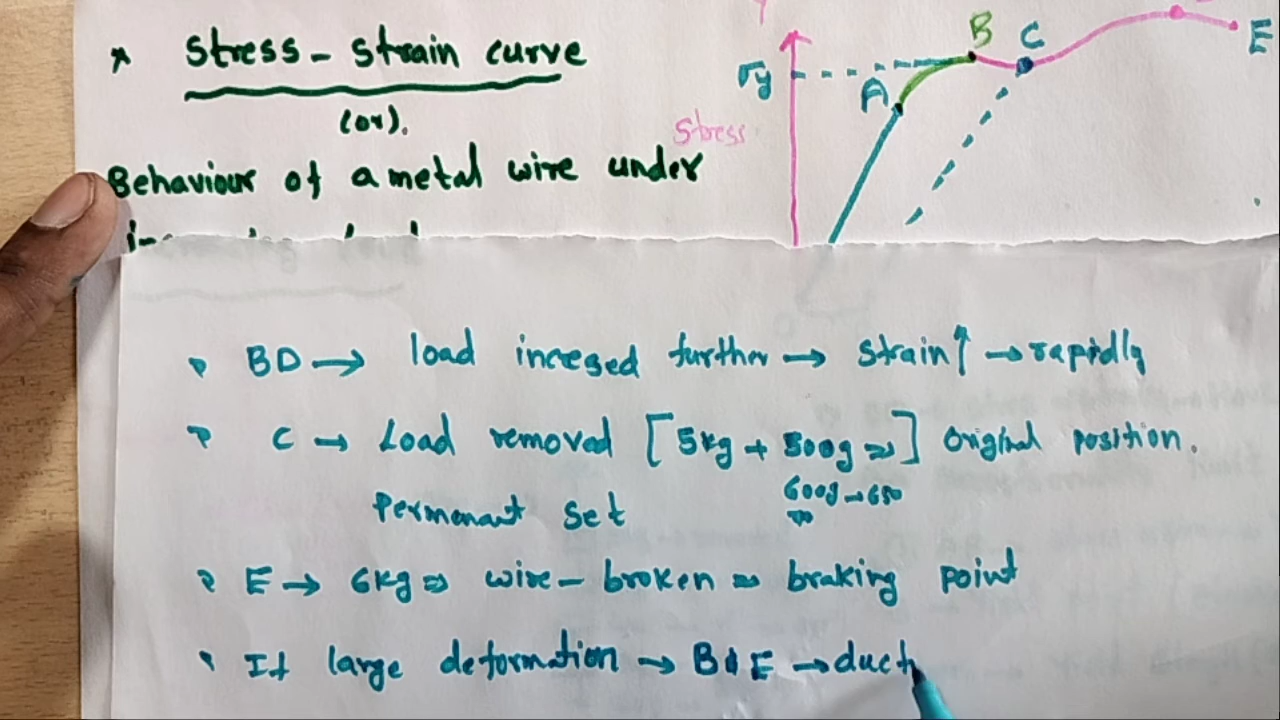 * Stress - Strain curve
(or).
Behaviour of a metal wire under
σy
Stress
A
B
C
E
• BD → load incresed further → Strain↑ → rapidly
• C → Load removed [5kg + 500g ⇒] original position.
600g → 650
Permenant set
• E → 6kg ⇒ wire - broken = braking point
• If large deformation → B & E → duct